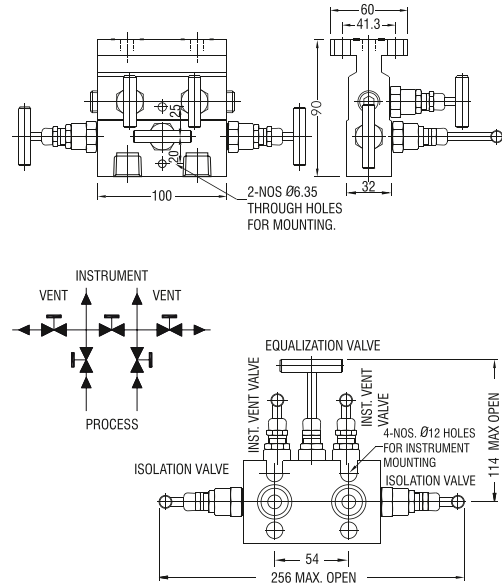 60
41.3
90
25
20
100
32
2-NOS Ø6.35
THROUGH HOLES
FOR MOUNTING.
INSTRUMENT
VENT
VENT
PROCESS
EQUALIZATION VALVE
INST. VENT VALVE
INST. VENT
VALVE
4-NOS. Ø12 HOLES
FOR INSTRUMENT
MOUNTING
ISOLATION VALVE
ISOLATION VALVE
114 MAX OPEN
54
256 MAX. OPEN